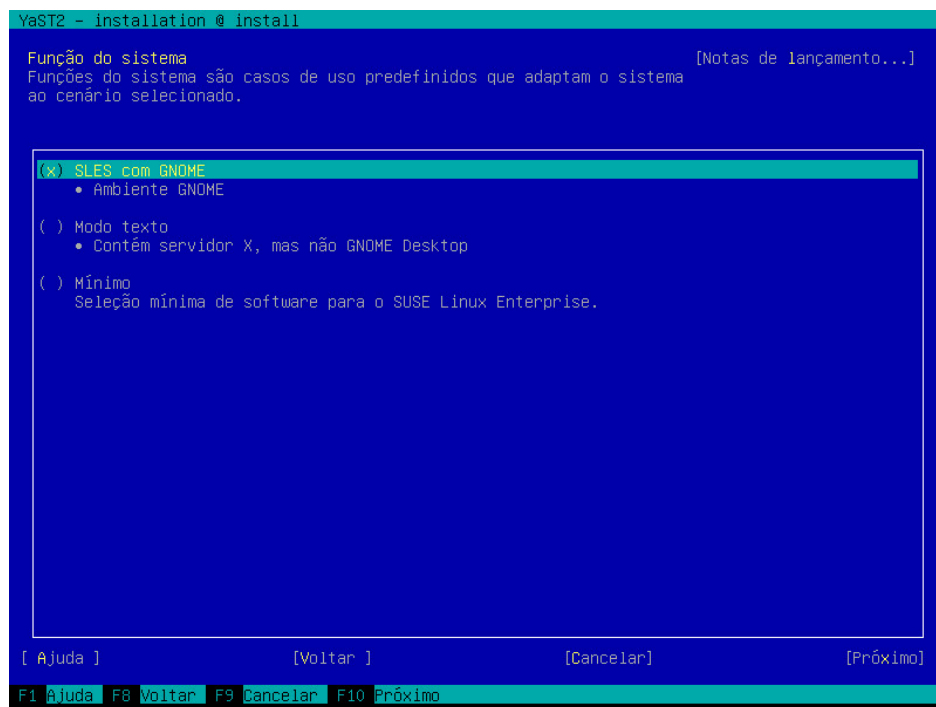 YaST2 - installation @ install
Função do sistema [Notas de lançamento...]
Funções do sistema são casos de uso predefinidos que adaptam o sistema
ao cenário selecionado.
(x) SLES com GNOME
• Ambiente GNOME
( ) Modo texto
• Contém servidor X, mas não GNOME Desktop
( ) Mínimo
Seleção mínima de software para o SUSE Linux Enterprise.
[ Ajuda ] [Voltar ] [Cancelar] [Próximo]
F1 Ajuda F8 Voltar F9 Cancelar F10 Próximo